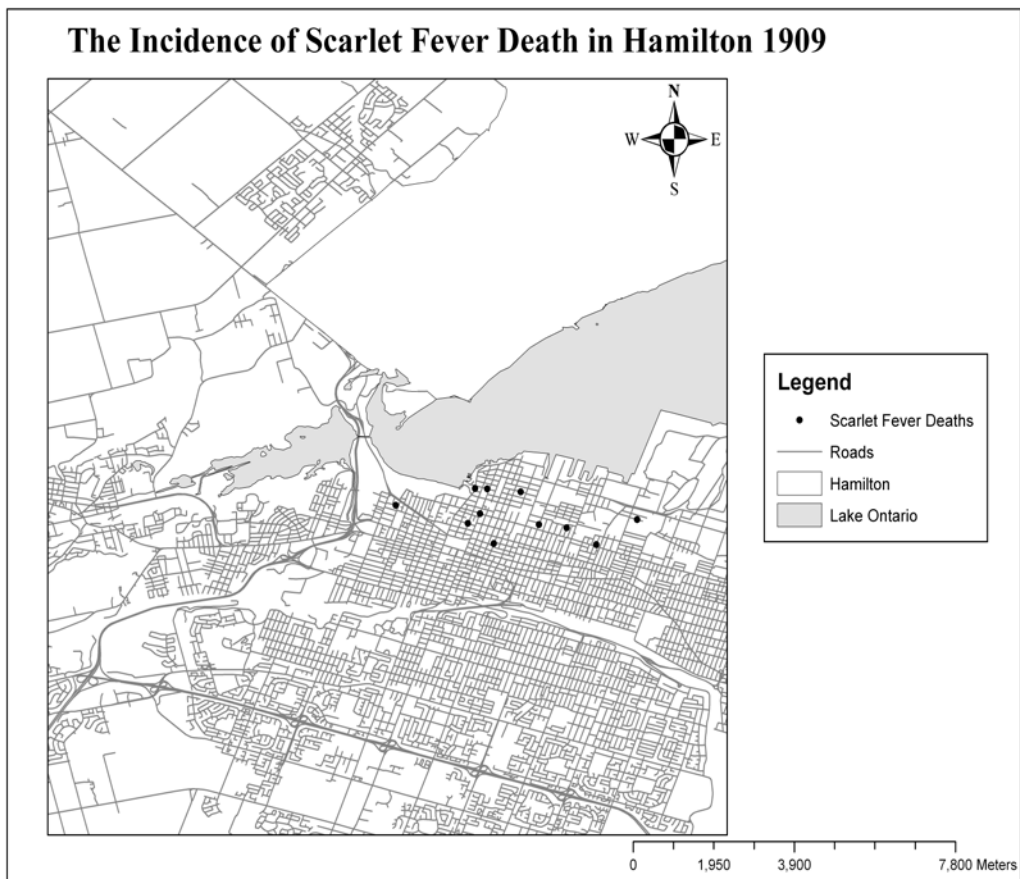 The Incidence of Scarlet Fever Death in Hamilton 1909
N
W E
S
Legend
Scarlet Fever Deaths
Roads
Hamilton
Lake Ontario
0 1,950 3,900 7,800 Meters